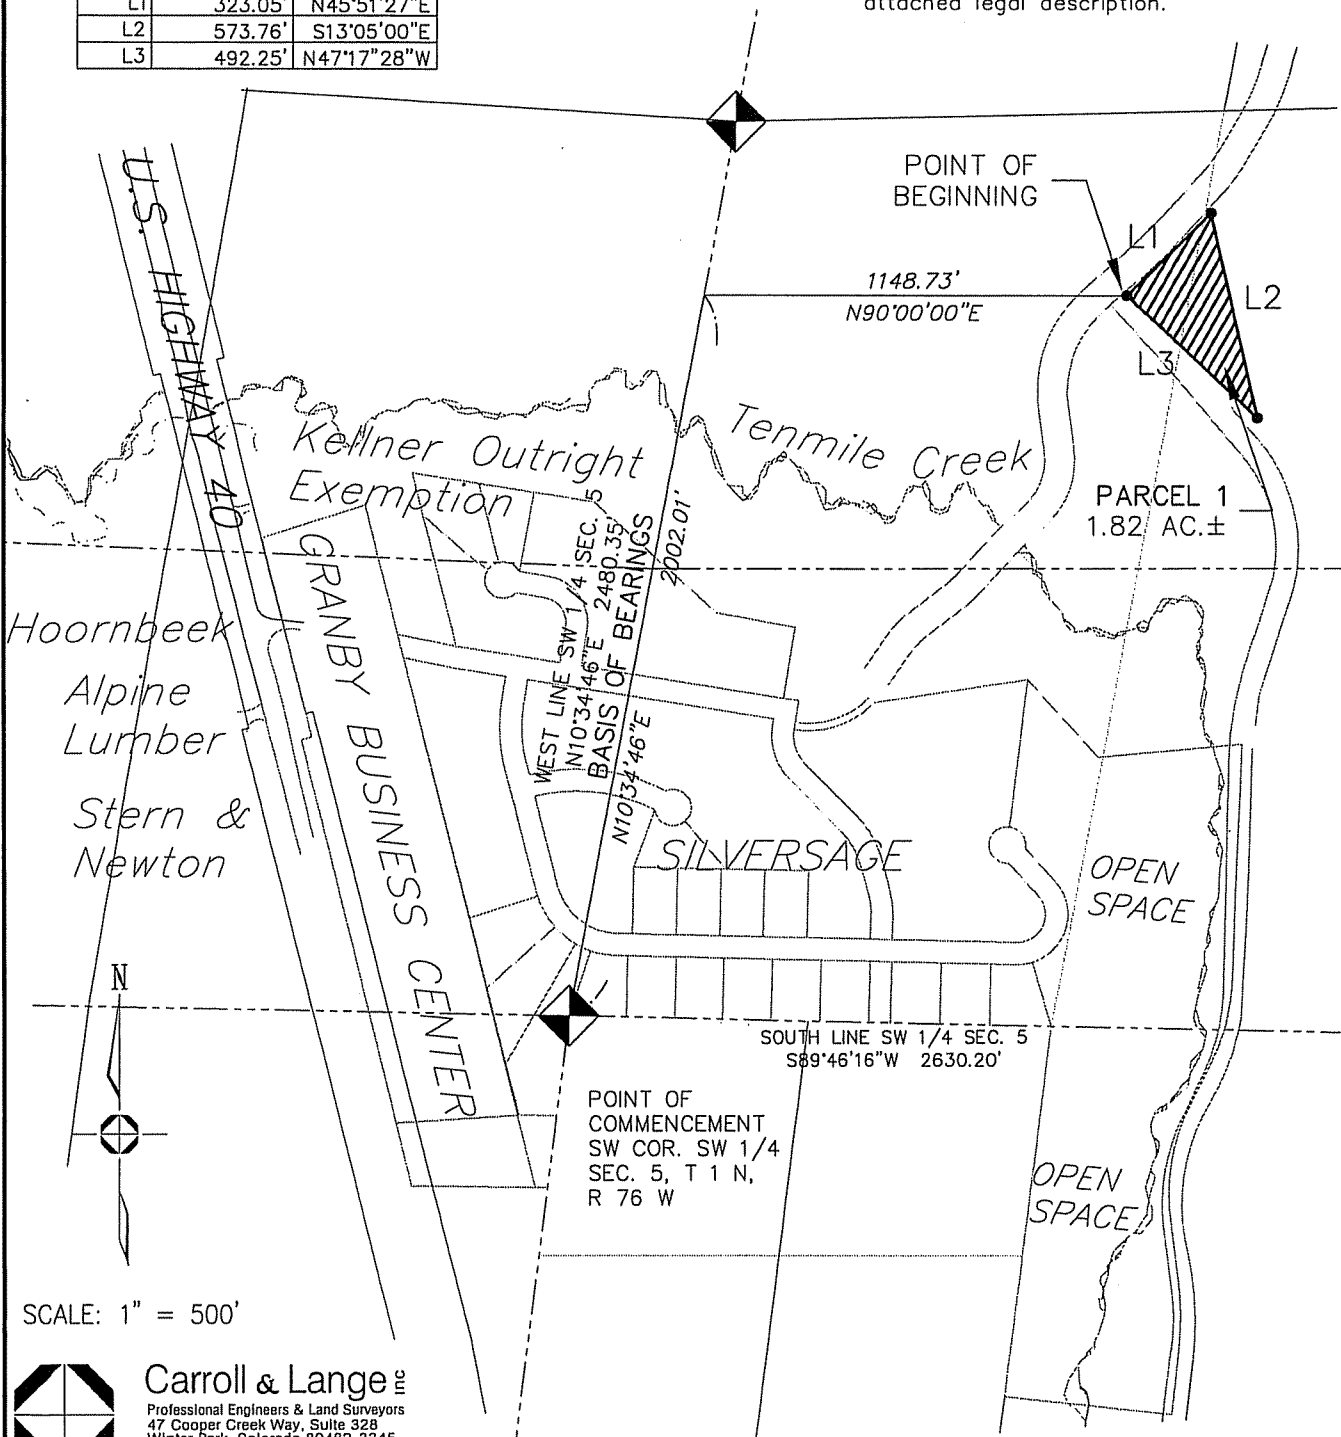 L1 323.05' N45°51'27"E
attached legal description.
L2 573.76' S13°05'00"E
L3 492.25' N47°17"28"W
POINT OF
BEGINNING
U.S. HIGHWAY 40
L1
1148.73'
N90°00'00"E
L2
L3
Kellner Outright
Exemption
Tenmile Creek
PARCEL 1
1.82 AC.±
WEST LINE SW 1/4 SEC. 5
N10°34'46"E 2480.35'
BASIS OF BEARINGS
N10°34'46"E
2002.01'
Hoornbeek
Alpine
Lumber
Stern &
Newton
GRANBY BUSINESS CENTER
SILVERSAGE
OPEN
SPACE
N
SOUTH LINE SW 1/4 SEC. 5
S89°46'16"W 2630.20'
POINT OF
COMMENCEMENT
SW COR. SW 1/4
SEC. 5, T 1 N,
R 76 W
OPEN
SPACE
SCALE: 1" = 500'
Carroll & Lange Inc
Professional Engineers & Land Surveyors
47 Cooper Creek Way, Suite 328
Winter Park, Colorado